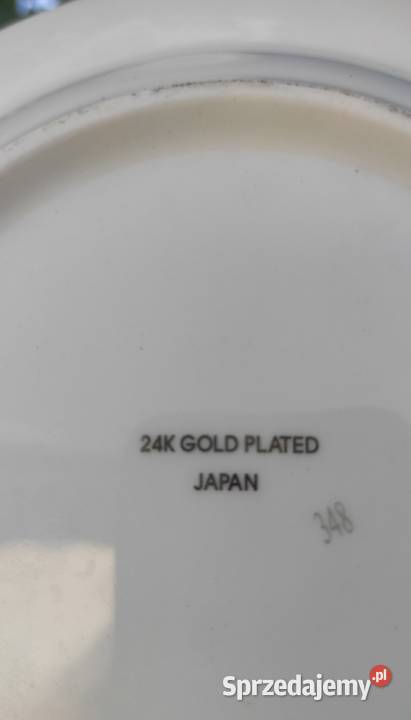 24K GOLD PLATED
JAPAN
348
Sprzedajemy.pl